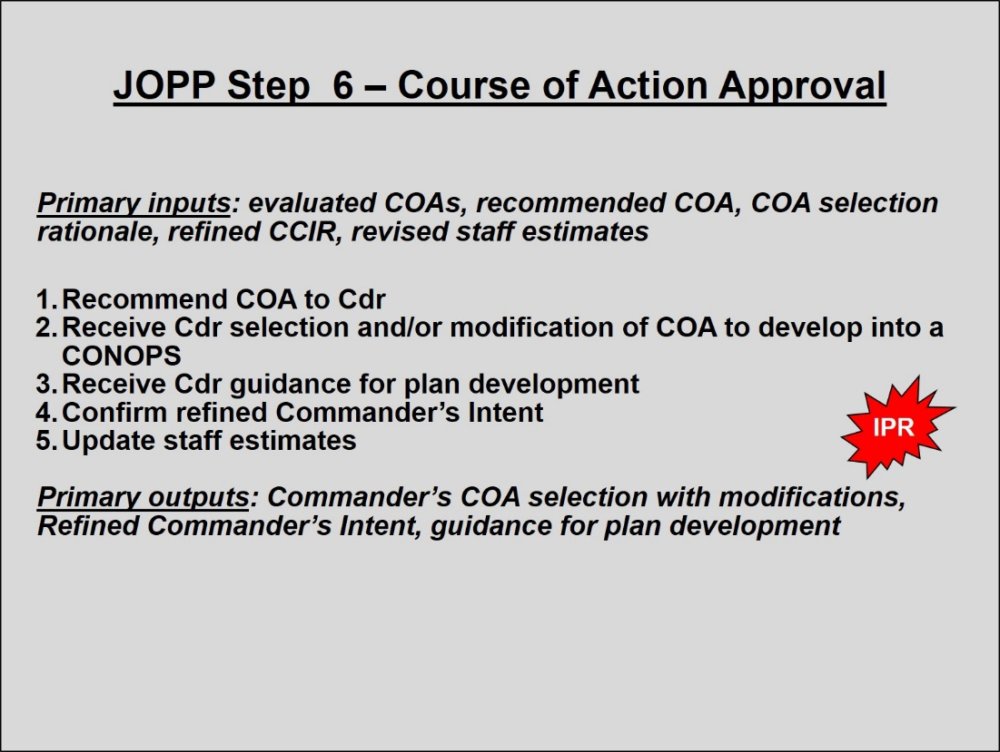 JOPP Step  6 – Course of Action Approval
Primary inputs: evaluated COAs, recommended COA, COA selection
rationale, refined CCIR, revised staff estimates
1. Recommend COA to Cdr
2. Receive Cdr selection and/or modification of COA to develop into a
CONOPS
3. Receive Cdr guidance for plan development
4. Confirm refined Commander’s Intent
IPR
5. Update staff estimates
Primary outputs: Commander’s COA selection with modifications,
Refined Commander’s Intent, guidance for plan development